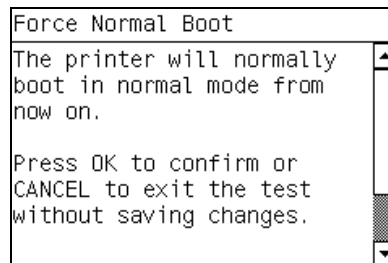 Force Normal Boot
The printer will normally
boot in normal mode from
now on.
Press OK to confirm or
CANCEL to exit the test
without saving changes.